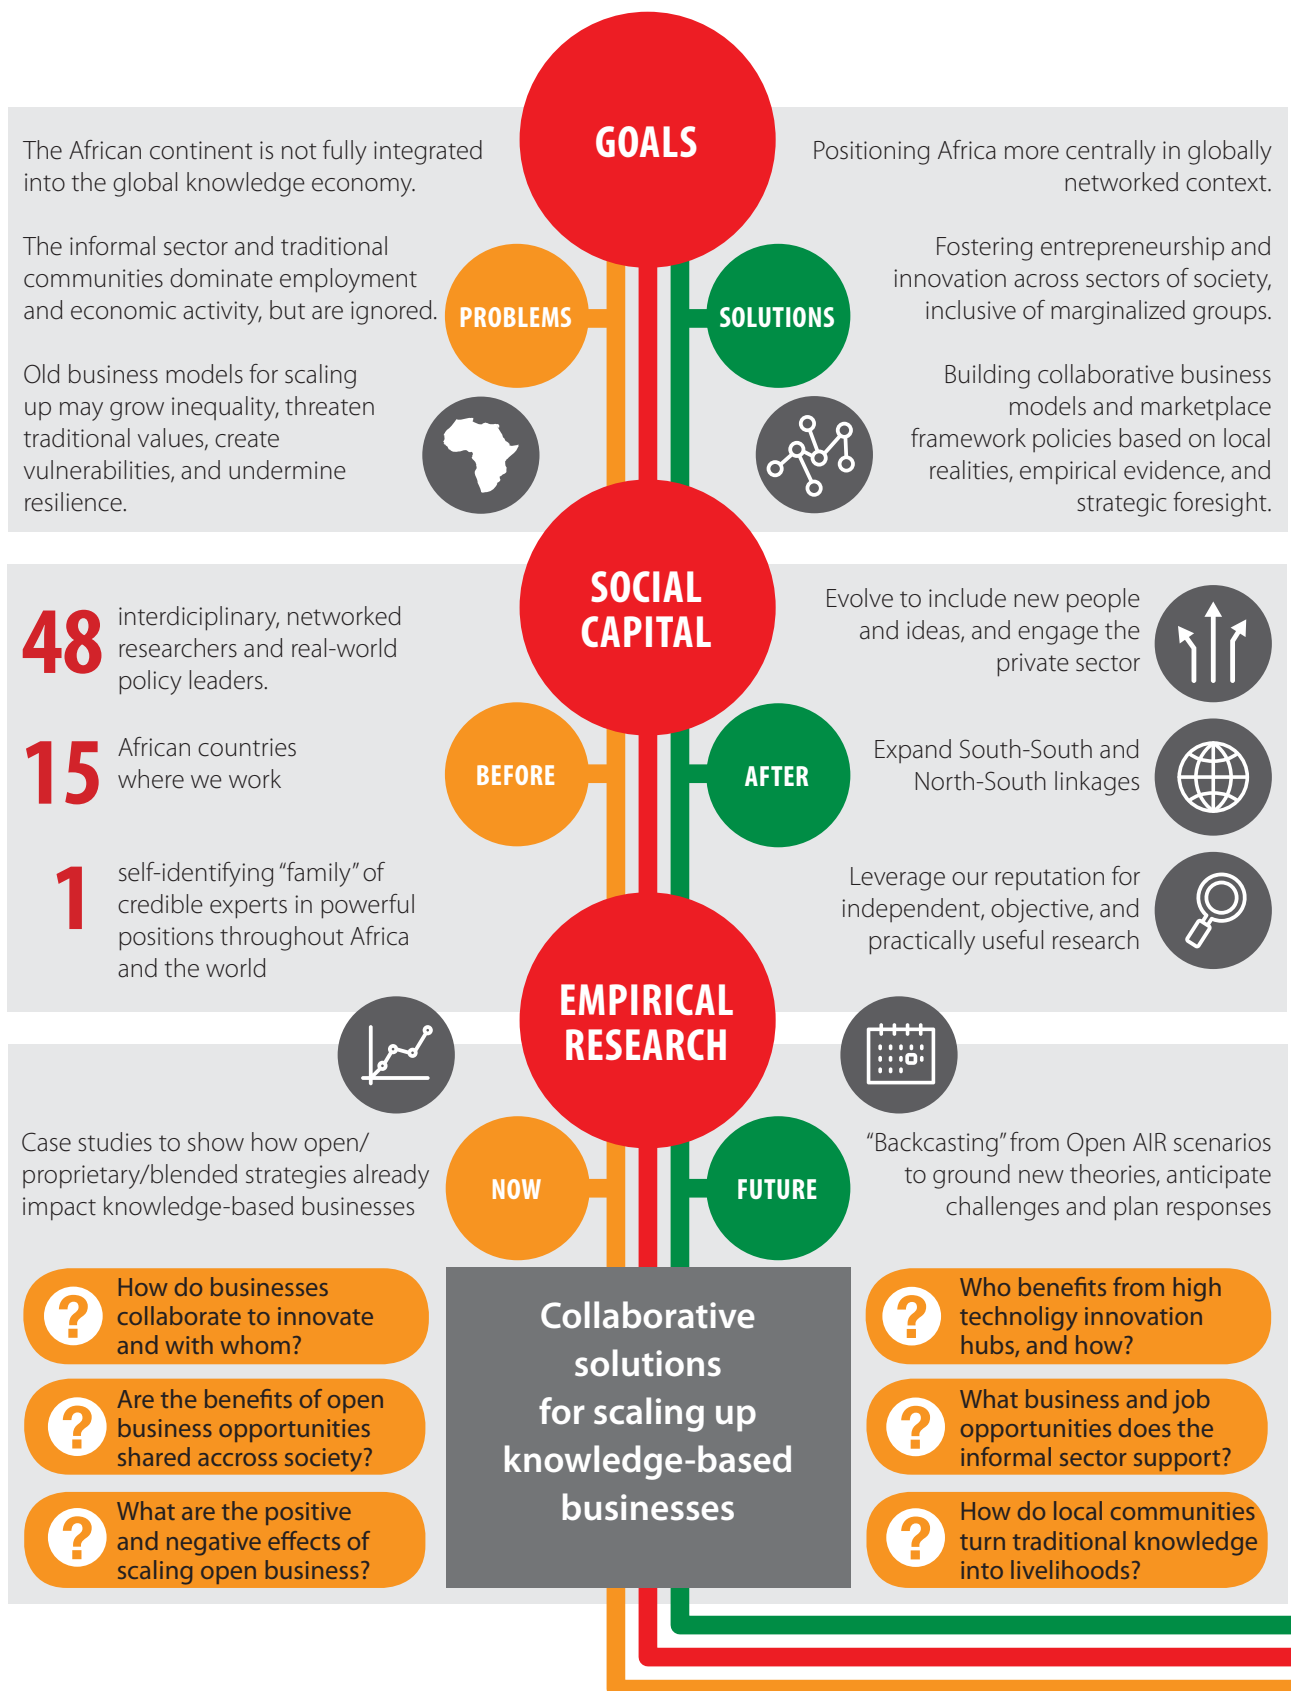 GOALS
The African continent is not fully integrated
into the global knowledge economy.
The informal sector and traditional
communities dominate employment
and economic activity, but are ignored.
Old business models for scaling
up may grow inequality, threaten
traditional values, create
vulnerabilities, and undermine
resilience.
PROBLEMS
SOLUTIONS
Positioning Africa more centrally in globally
networked context.
Fostering entrepreneurship and
innovation across sectors of society,
inclusive of marginalized groups.
Building collaborative business
models and marketplace
framework policies based on local
realities, empirical evidence, and
strategic foresight.
SOCIAL
CAPITAL
48
interdiciplinary, networked
researchers and real-world
policy leaders.
15
African countries
where we work
1
self-identifying "family" of
credible experts in powerful
positions throughout Africa
and the world
BEFORE
AFTER
Evolve to include new people
and ideas, and engage the
private sector
Expand South-South and
North-South linkages
Leverage our reputation for
independent, objective, and
practically useful research
EMPIRICAL
RESEARCH
Case studies to show how open/
proprietary/blended strategies already
impact knowledge-based businesses
NOW
FUTURE
"Backcasting" from Open AIR scenarios
to ground new theories, anticipate
challenges and plan responses
?
How do businesses
collaborate to innovate
and with whom?
?
Are the benefits of open
business opportunities
shared accross society?
?
What are the positive
and negative effects of
scaling open business?
Collaborative
solutions
for scaling up
knowledge-based
businesses
?
Who benefits from high
technoligy innovation
hubs, and how?
?
What business and job
opportunities does the
informal sector support?
?
How do local communities
turn traditional knowledge
into livelihoods?